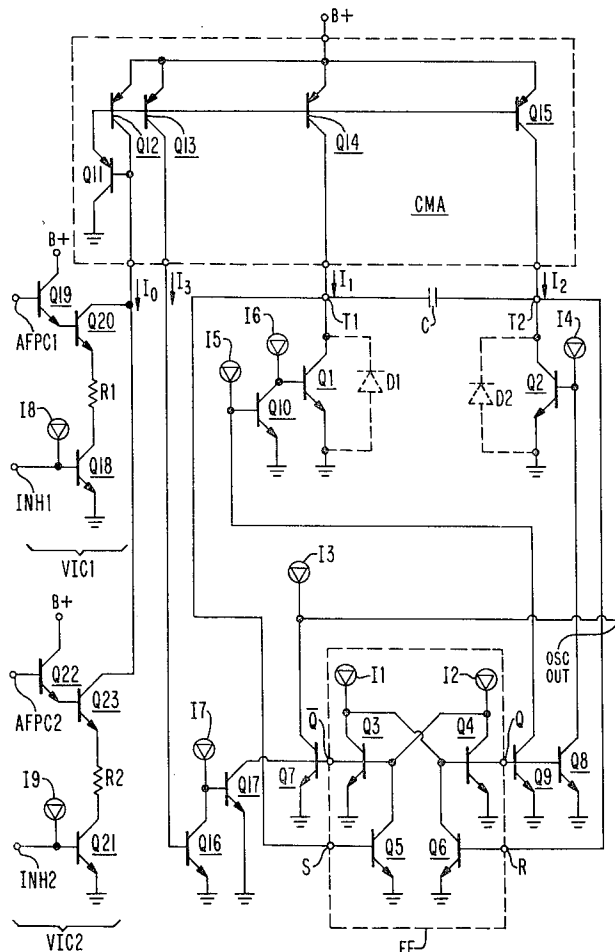 B+
Q12
Q13
Q14
Q15
Q11
CMA
B+
Q19
I0
I3
I1
I2
AFPC1
Q20
T1
C
T2
I6
I5
I4
R1
Q10
Q1
D1
D2
Q2
I8
Q18
INH1
VIC1
I3
B+
Q22
OSC OUT
AFPC2
Q23
I1
I2
I7
Q̅
Q3
Q4
Q
R2
Q17
Q7
Q9
Q8
I9
Q16
Q5
Q6
S
R
INH2
Q21
FF
VIC2